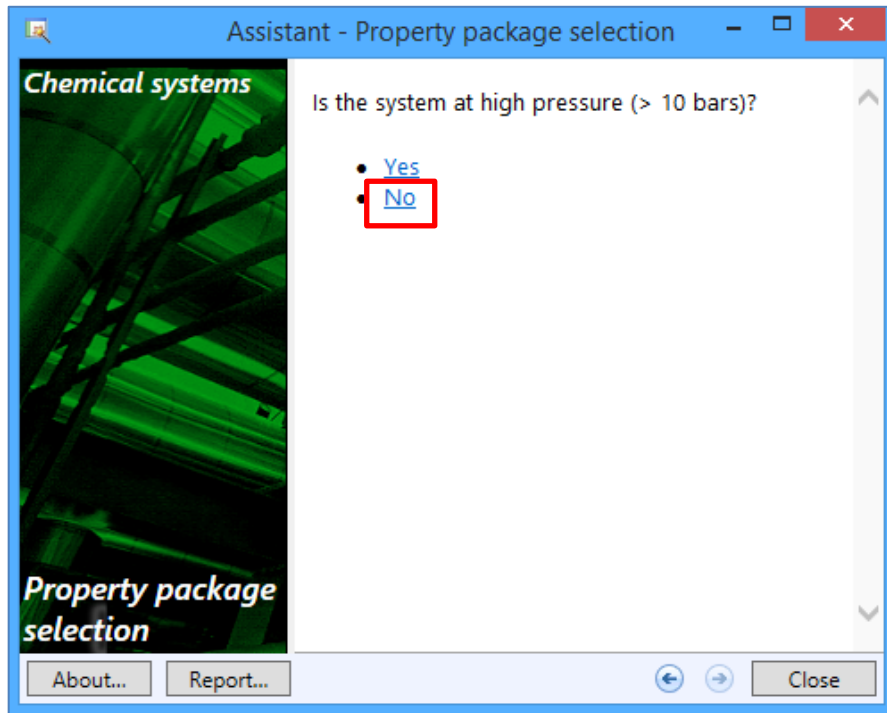 Assistant - Property package selection
Chemical systems
Is the system at high pressure (> 10 bars)?
Yes
No
Property package
selection
About...
Report...
Close